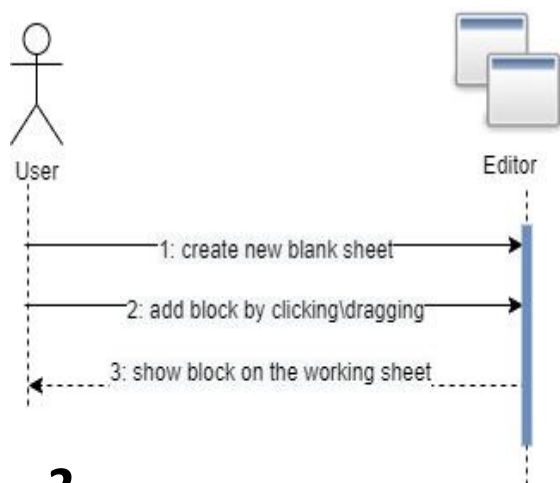 User
Editor
1: create new blank sheet
2: add block by clicking\dragging
3: show block on the working sheet